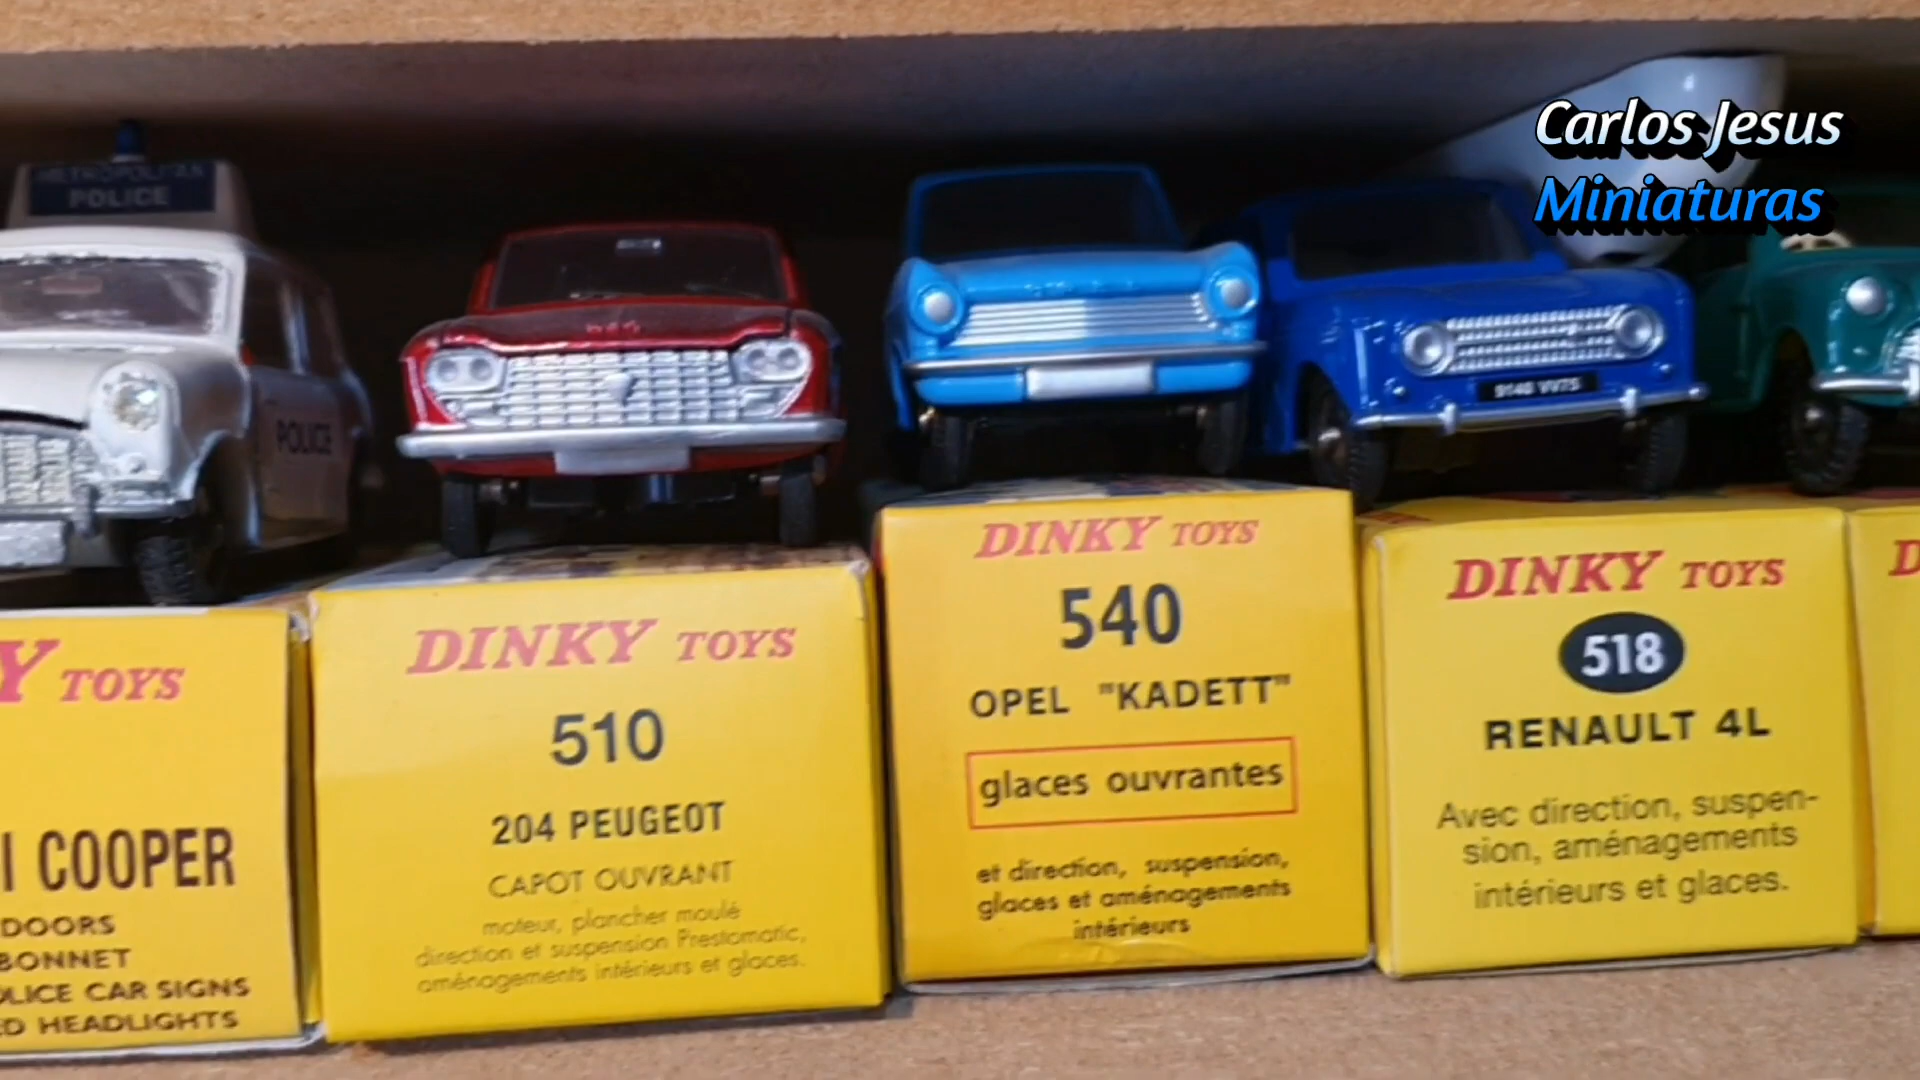 Carlos Jesus
Miniaturas
METROPOLITAN
POLICE
POLICE
9140 VV75
TOYS
COOPER
DOORS
BONNET
CAR SIGNS
HEADLIGHTS
DINKY TOYS
510
204 PEUGEOT
CAPOT OUVRANT
moteur, plancher moulé
direction et suspension Prestomatic,
aménagements intérieurs et glaces.
DINKY TOYS
540
OPEL "KADETT"
glaces ouvrantes
et direction, suspension,
glaces et aménagements
intérieurs
DINKY TOYS
518
RENAULT 4L
Avec direction, suspen-
sion, aménagements
intérieurs et glaces.